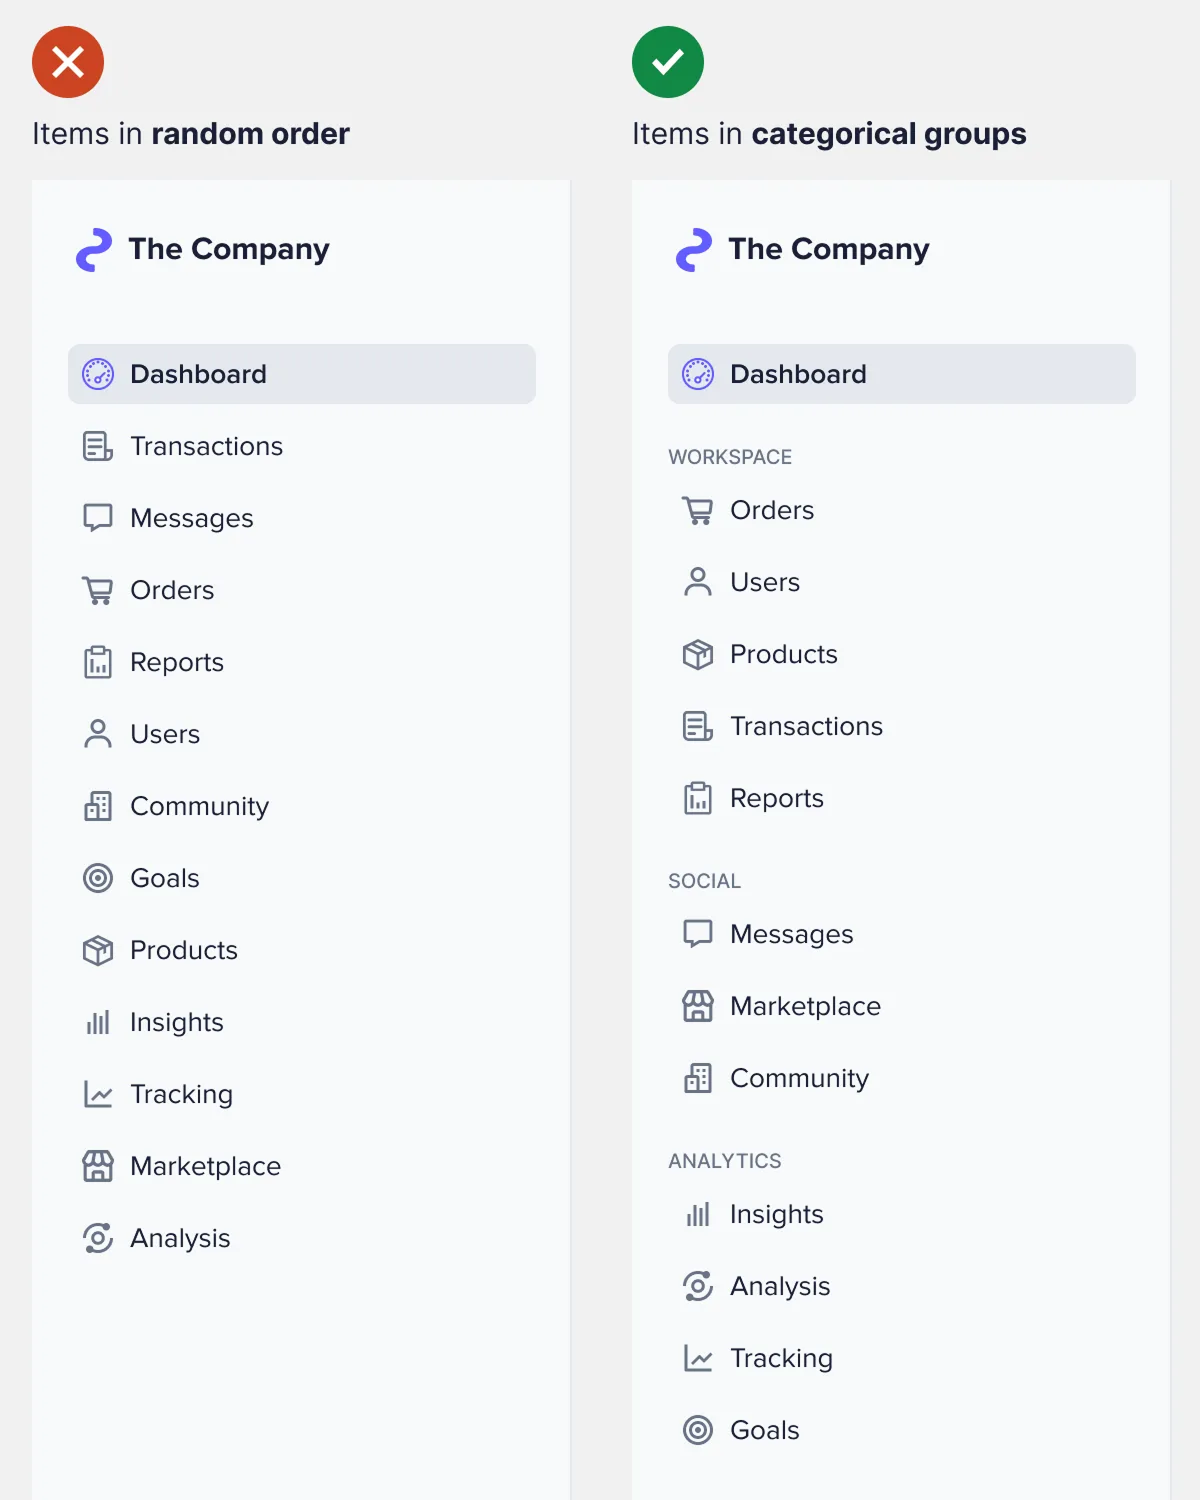 Items in random order
The Company
Dashboard
Transactions
Messages
Orders
Reports
Users
Community
Goals
Products
Insights
Tracking
Marketplace
Analysis
Items in categorical groups
The Company
Dashboard
WORKSPACE
Orders
Users
Products
Transactions
Reports
SOCIAL
Messages
Marketplace
Community
ANALYTICS
Insights
Analysis
Tracking
Goals